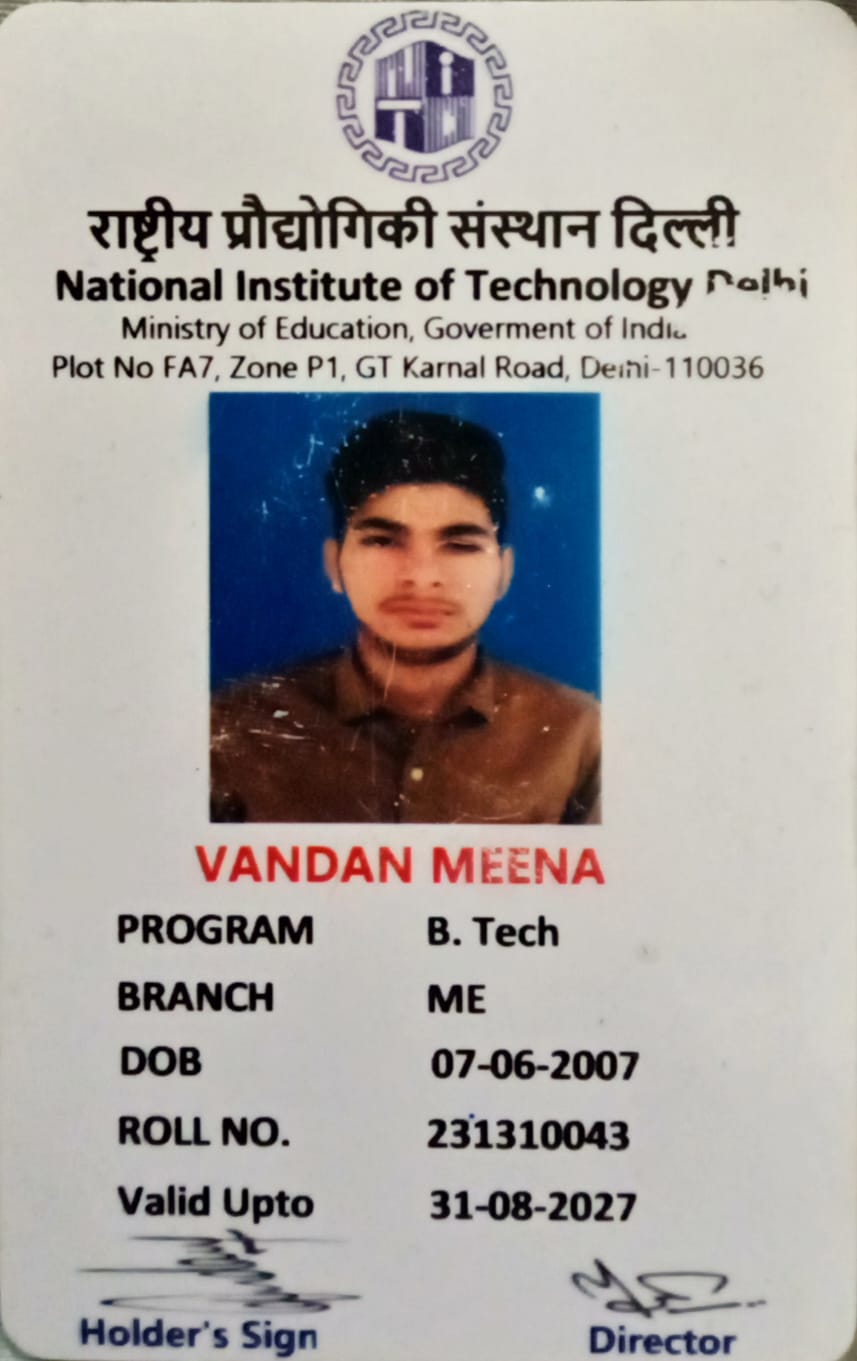 राष्ट्रीय प्रौद्योगिकी संस्थान दिल्ली
National Institute of Technology Delhi
Ministry of Education, Goverment of India
Plot No FA7, Zone P1, GT Karnal Road, Delhi-110036
VANDAN MEENA
PROGRAM B. Tech
BRANCH ME
DOB 07-06-2007
ROLL NO. 231310043
Valid Upto 31-08-2027
Holder's Sign Director